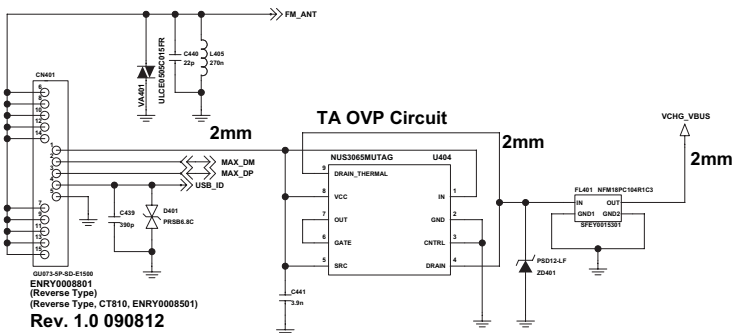 FM_ANT
CN401
VA401
ULCE0505C015FR
C440
22p
L405
270n
6
8
10
12
14
1
2
3
4
5
7
9
11
13
15
2mm
MAX_DM
MAX_DP
USB_ID
C439
390p
D401
PRSB6.8C
GU073-5P-SD-E1500
ENRY0008801
(Reverse Type)
(Reverse Type, CT810, ENRY0008501)
Rev. 1.0 090812
TA OVP Circuit
NUS3065MUTAG
U404
9
DRAIN_THERMAL
8
VCC
7
OUT
6
GATE
5
SRC
IN
1
GND
2
CNTRL
3
DRAIN
4
C441
3.9n
2mm
VCHG_VBUS
2mm
FL401 NFM18PC104R1C3
IN OUT
GND1 GND2
SFEY0015301
PSD12-LF
ZD401